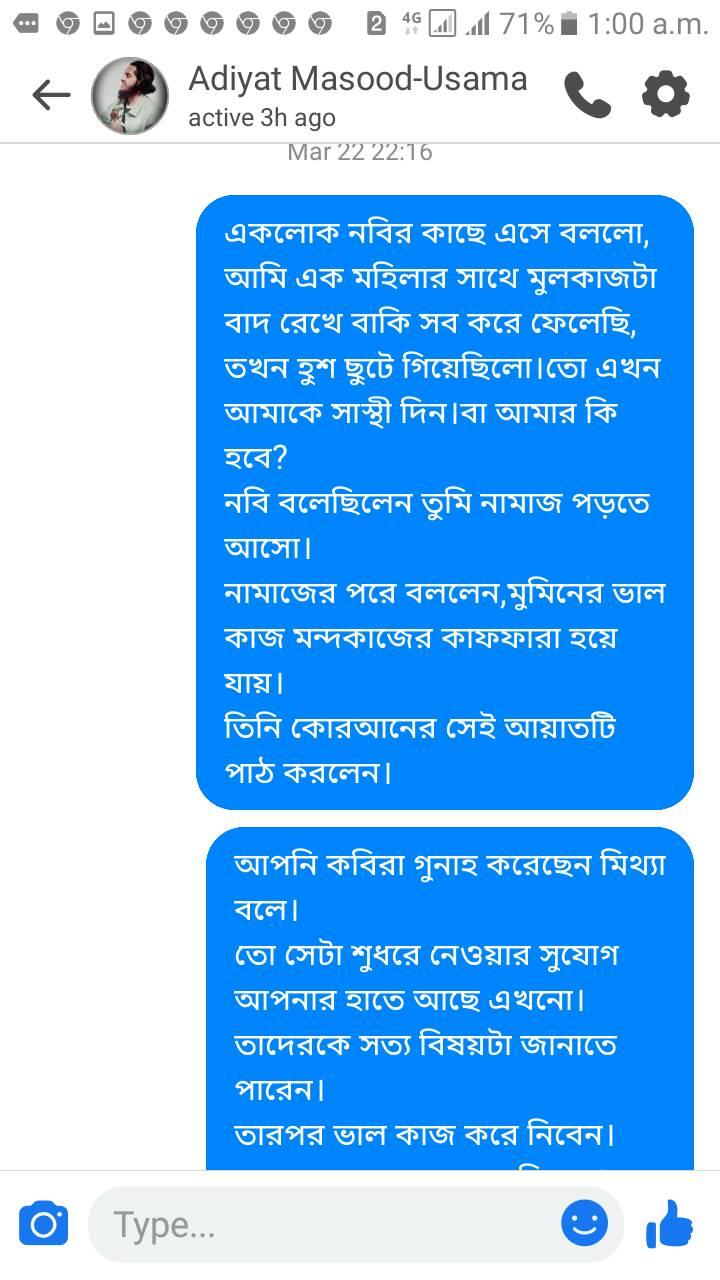 2 4G 71% 1:00 a.m.
Adiyat Masood-Usama
active 3h ago
Mar 22 22:16
একলোক নবির কাছে এসে বললো,
আমি এক মহিলার সাথে মুলকাজটা
বাদ রেখে বাকি সব করে ফেলেছি,
তখন হুশ ছুটে গিয়েছিলো।তো এখন
আমাকে সাস্থী দিন।বা আমার কি
হবে?
নবি বলেছিলেন তুমি নামাজ পড়তে
আসো।
নামাজের পরে বললেন,মুমিনের ভাল
কাজ মন্দকাজের কাফফারা হয়ে
যায়।
তিনি কোরআনের সেই আয়াতটি
পাঠ করলেন।
আপনি কবিরা গুনাহ করেছেন মিথ্যা
বলে।
তো সেটা শুধরে নেওয়ার সুযোগ
আপনার হাতে আছে এখনো।
তাদেরকে সত্য বিষয়টা জানাতে
পারেন।
তারপর ভাল কাজ করে নিবেন।
Type...